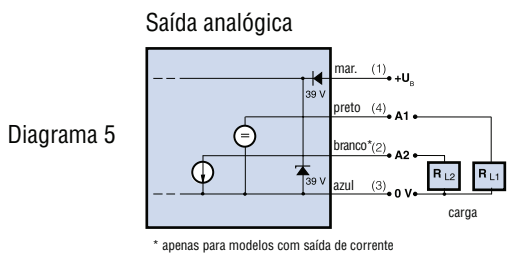 Saída analógica
Diagrama 5
mar. (1) +U_B
39 V
preto (4) A1
branco* (2) A2
39 V
azul (3) 0 V
R L2
R L1
carga
* apenas para modelos com saída de corrente